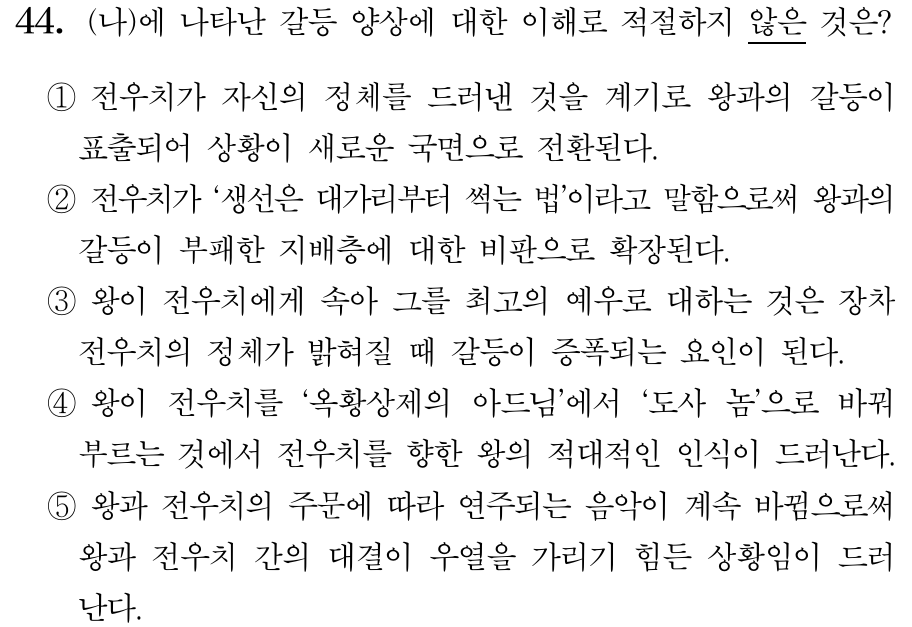 44. (나)에 나타난 갈등 양상에 대한 이해로 적절하지 않은 것은?
① 전우치가 자신의 정체를 드러낸 것을 계기로 왕과의 갈등이
표출되어 상황이 새로운 국면으로 전환된다.
② 전우치가 ‘생선은 대가리부터 썩는 법’이라고 말함으로써 왕과의
갈등이 부패한 지배층에 대한 비판으로 확장된다.
③ 왕이 전우치에게 속아 그를 최고의 예우로 대하는 것은 장차
전우치의 정체가 밝혀질 때 갈등이 증폭되는 요인이 된다.
④ 왕이 전우치를 ‘옥황상제의 아드님’에서 ‘도사 놈’으로 바꿔
부르는 것에서 전우치를 향한 왕의 적대적인 인식이 드러난다.
⑤ 왕과 전우치의 주문에 따라 연주되는 음악이 계속 바뀜으로써
왕과 전우치 간의 대결이 우열을 가리기 힘든 상황임이 드러
난다.